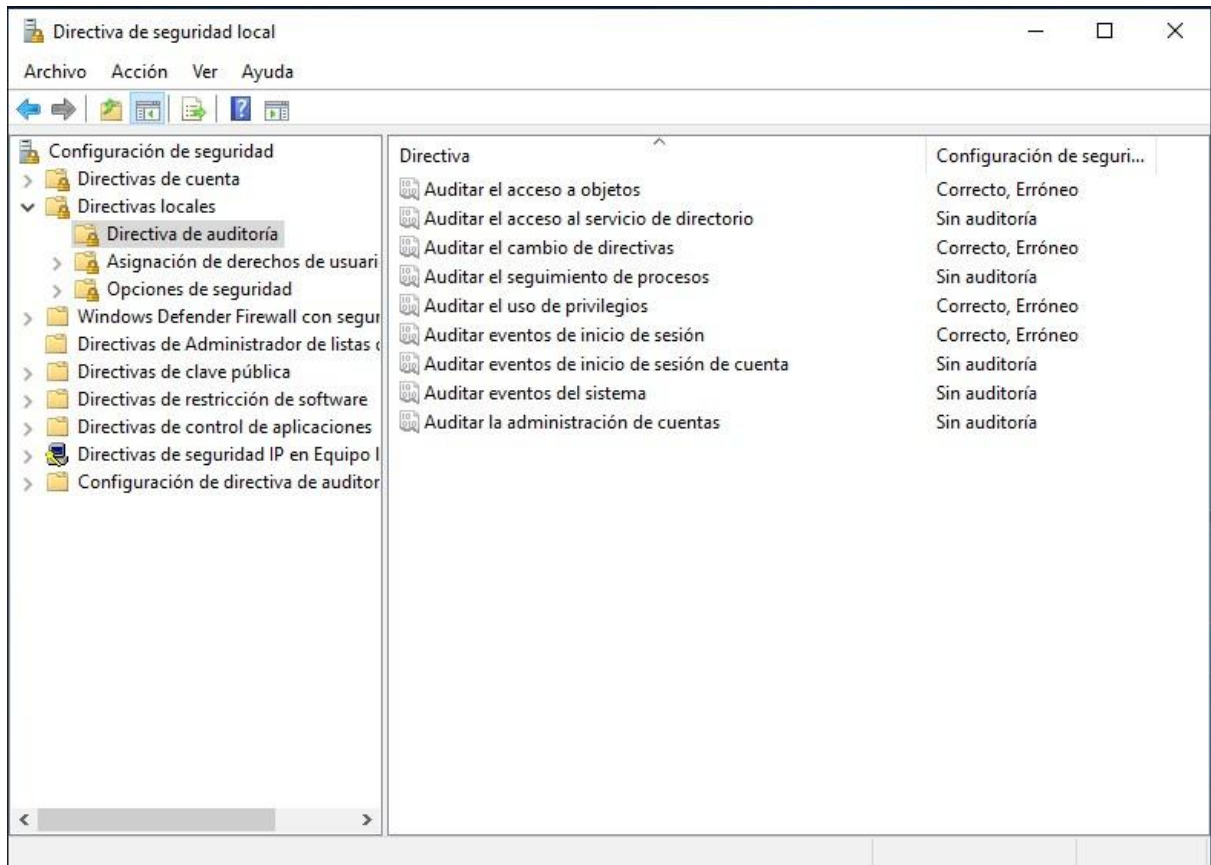 Directiva de seguridad local
Archivo Acción Ver Ayuda
Configuración de seguridad
Directivas de cuenta
Directivas locales
Directiva de auditoría
Asignación de derechos de usuari
Opciones de seguridad
Windows Defender Firewall con segur
Directivas de Administrador de listas
Directivas de clave pública
Directivas de restricción de software
Directivas de control de aplicaciones
Directivas de seguridad IP en Equipo l
Configuración de directiva de auditor
Directiva Configuración de seguri...
Auditar el acceso a objetos Correcto, Erróneo
Auditar el acceso al servicio de directorio Sin auditoría
Auditar el cambio de directivas Correcto, Erróneo
Auditar el seguimiento de procesos Sin auditoría
Auditar el uso de privilegios Correcto, Erróneo
Auditar eventos de inicio de sesión Correcto, Erróneo
Auditar eventos de inicio de sesión de cuenta Sin auditoría
Auditar eventos del sistema Sin auditoría
Auditar la administración de cuentas Sin auditoría